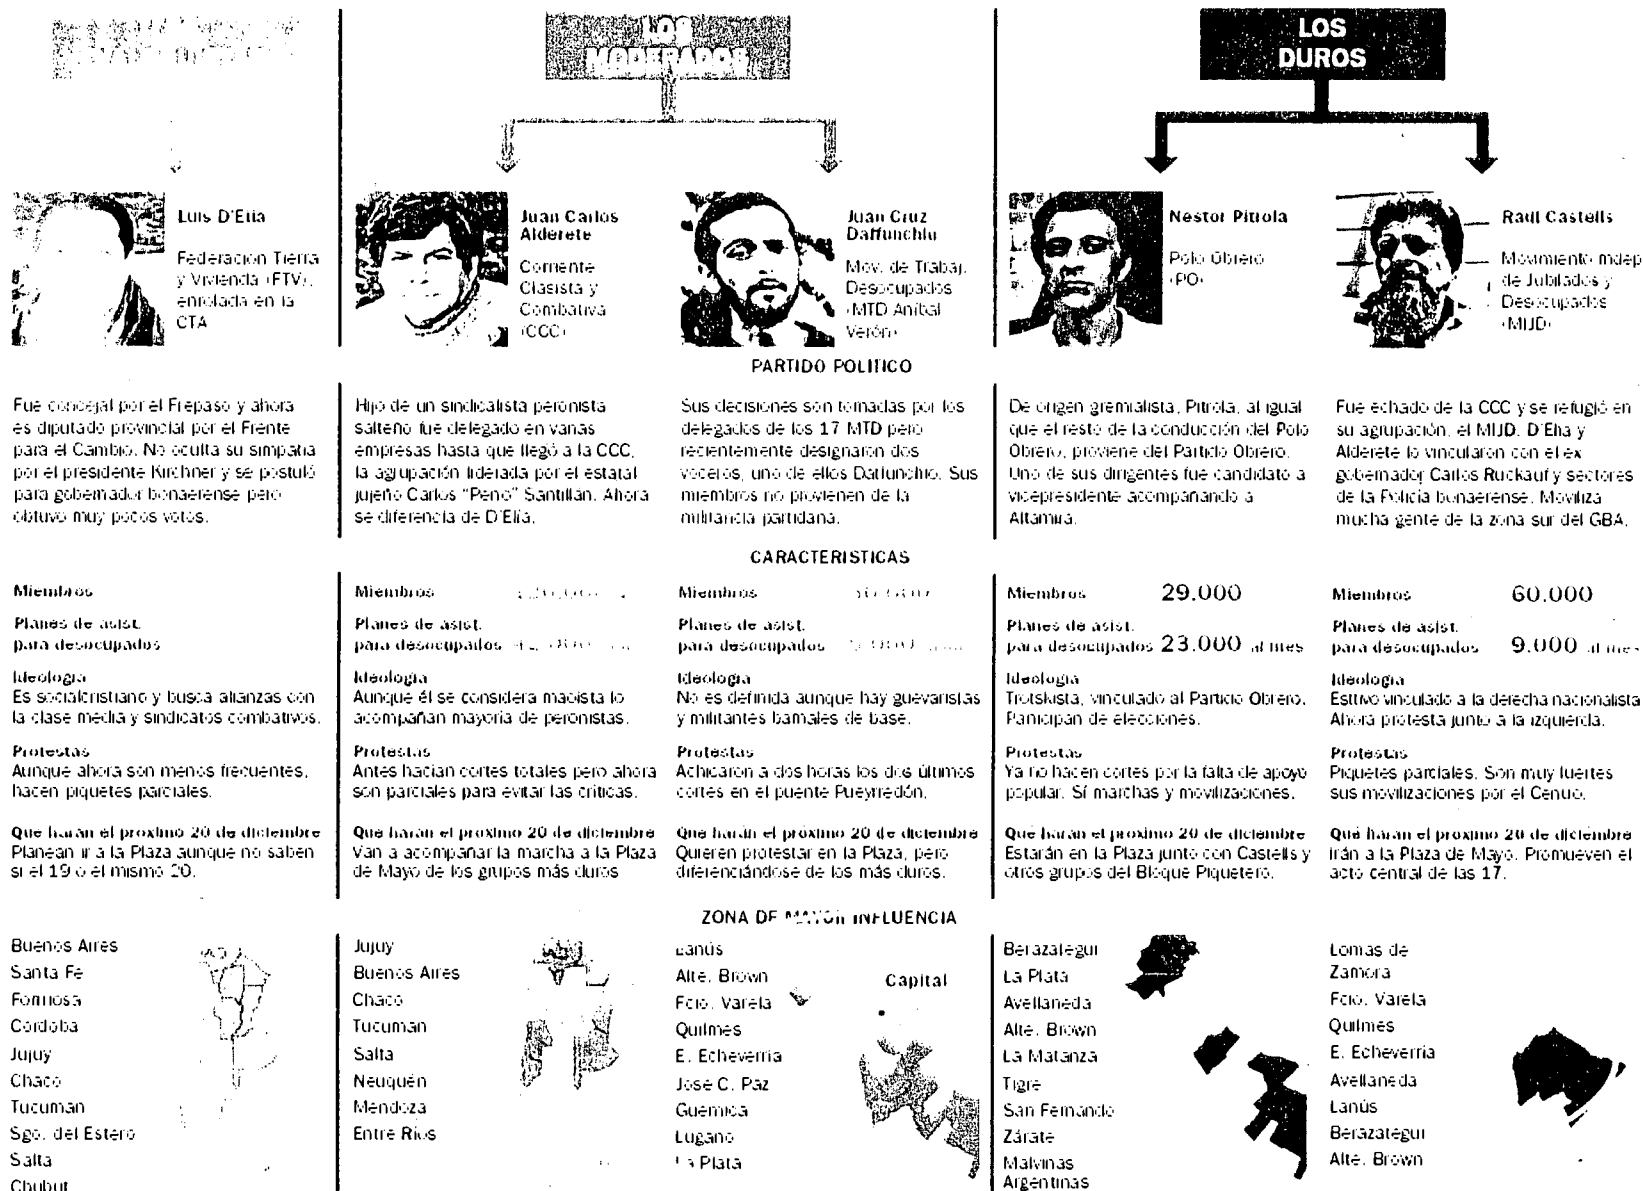 LOS
MODERADOS
LOS
DUROS
Luis D'Elía
Federación Tierra
y Vivienda (FTV),
enrolada en la
CTA
Juan Carlos
Alderete
Corriente
Clasista y
Combativa
(CCC)
Juan Cruz
Daffunchio
Mov. de Trabaj.
Desocupados
(MTD Aníbal
Verón)
Néstor Pitrola
Polo Obrero
(PO)
Raúl Castells
Movimiento Indep
de Jubilados y
Desocupados
(MIJD)
PARTIDO POLITICO
Fue concejal por el Frepaso y ahora
es diputado provincial por el Frente
para el Cambio. No oculta su simpatía
por el presidente Kirchner y se postuló
para gobernador bonaerense pero
obtuvo muy pocos votos.
Hijo de un sindicalista peronista
salteño fue delegado en varias
empresas hasta que llegó a la CCC,
la agrupación liderada por el estatal
jujeño Carlos "Perro" Santillán. Ahora
se diferencia de D'Elía.
Sus decisiones son tomadas por los
delegados de los 17 MTD pero
recientemente designaron dos
voceros, uno de ellos Daffunchio. Sus
miembros no provienen de la
militancia partidaria.
De origen gremialista, Pitrola, al igual
que el resto de la conducción del Polo
Obrero, proviene del Partido Obrero.
Uno de sus dirigentes fue candidato a
vicepresidente acompañando a
Altamira.
Fue echado de la CCC y se refugió en
su agrupación, el MIJD. D'Elía y
Alderete lo vincularon con el ex
gobernador Carlos Ruckauf y sectores
de la Policía bonaerense. Moviliza
mucha gente de la zona sur del GBA.
CARACTERISTICAS
Miembros
Planes de asist.
para desocupados
Ideología
Es socialcristiano y busca alianzas con
la clase media y sindicatos combativos.
Protestas
Aunque ahora son menos frecuentes,
hacen piquetes parciales.
Qué harán el próximo 20 de diciembre
Planean ir a la Plaza aunque no saben
si el 19 o el mismo 20.
Miembros
Planes de asist.
para desocupados
Ideología
Aunque él se considera maoísta lo
acompañan mayoría de peronistas.
Protestas
Antes hacían cortes totales pero ahora
son parciales para evitar las críticas.
Qué harán el próximo 20 de diciembre
Van a acompañar la marcha a la Plaza
de Mayo de los grupos más duros
Miembros
Planes de asist.
para desocupados
Ideología
No es definida aunque hay guevaristas
y militantes barriales de base.
Protestas
Achicaron a dos horas los dos últimos
cortes en el puente Pueyrredón.
Qué harán el próximo 20 de diciembre
Quieren protestar en la Plaza, pero
diferenciándose de los más duros.
Miembros 29.000
Planes de asist.
para desocupados 23.000 al mes
Ideología
Trotskista, vinculado al Partido Obrero.
Participan de elecciones.
Protestas
Ya no hacen cortes por la falta de apoyo
popular. Sí marchas y movilizaciones.
Qué harán el próximo 20 de diciembre
Estarán en la Plaza junto con Castells y
otros grupos del Bloque Piquetero.
Miembros 60.000
Planes de asist.
para desocupados 9.000 al mes
Ideología
Estuvo vinculado a la derecha nacionalista
Ahora protesta junto a la izquierda.
Protestas
Piquetes parciales. Son muy fuertes
sus movilizaciones por el Centro.
Qué harán el próximo 20 de diciembre
Irán a la Plaza de Mayo. Promueven el
acto central de las 17.
ZONA DE MAYOR INFLUENCIA
Buenos Aires
Santa Fe
Formosa
Córdoba
Jujuy
Chaco
Tucumán
Sgo. del Estero
Salta
Chubut
Jujuy
Buenos Aires
Chaco
Tucumán
Salta
Neuquén
Mendoza
Entre Ríos
Lanús
Alte. Brown
Fcio. Varela
Quilmes
E. Echeverría
José C. Paz
Guernica
Lugano
La Plata
Capital
Berazategui
La Plata
Avellaneda
Alte. Brown
La Matanza
Tigre
San Fernando
Zárate
Malvinas
Argentinas
Lomas de
Zamora
Fcio. Varela
Quilmes
E. Echeverría
Avellaneda
Lanús
Berazategui
Alte. Brown